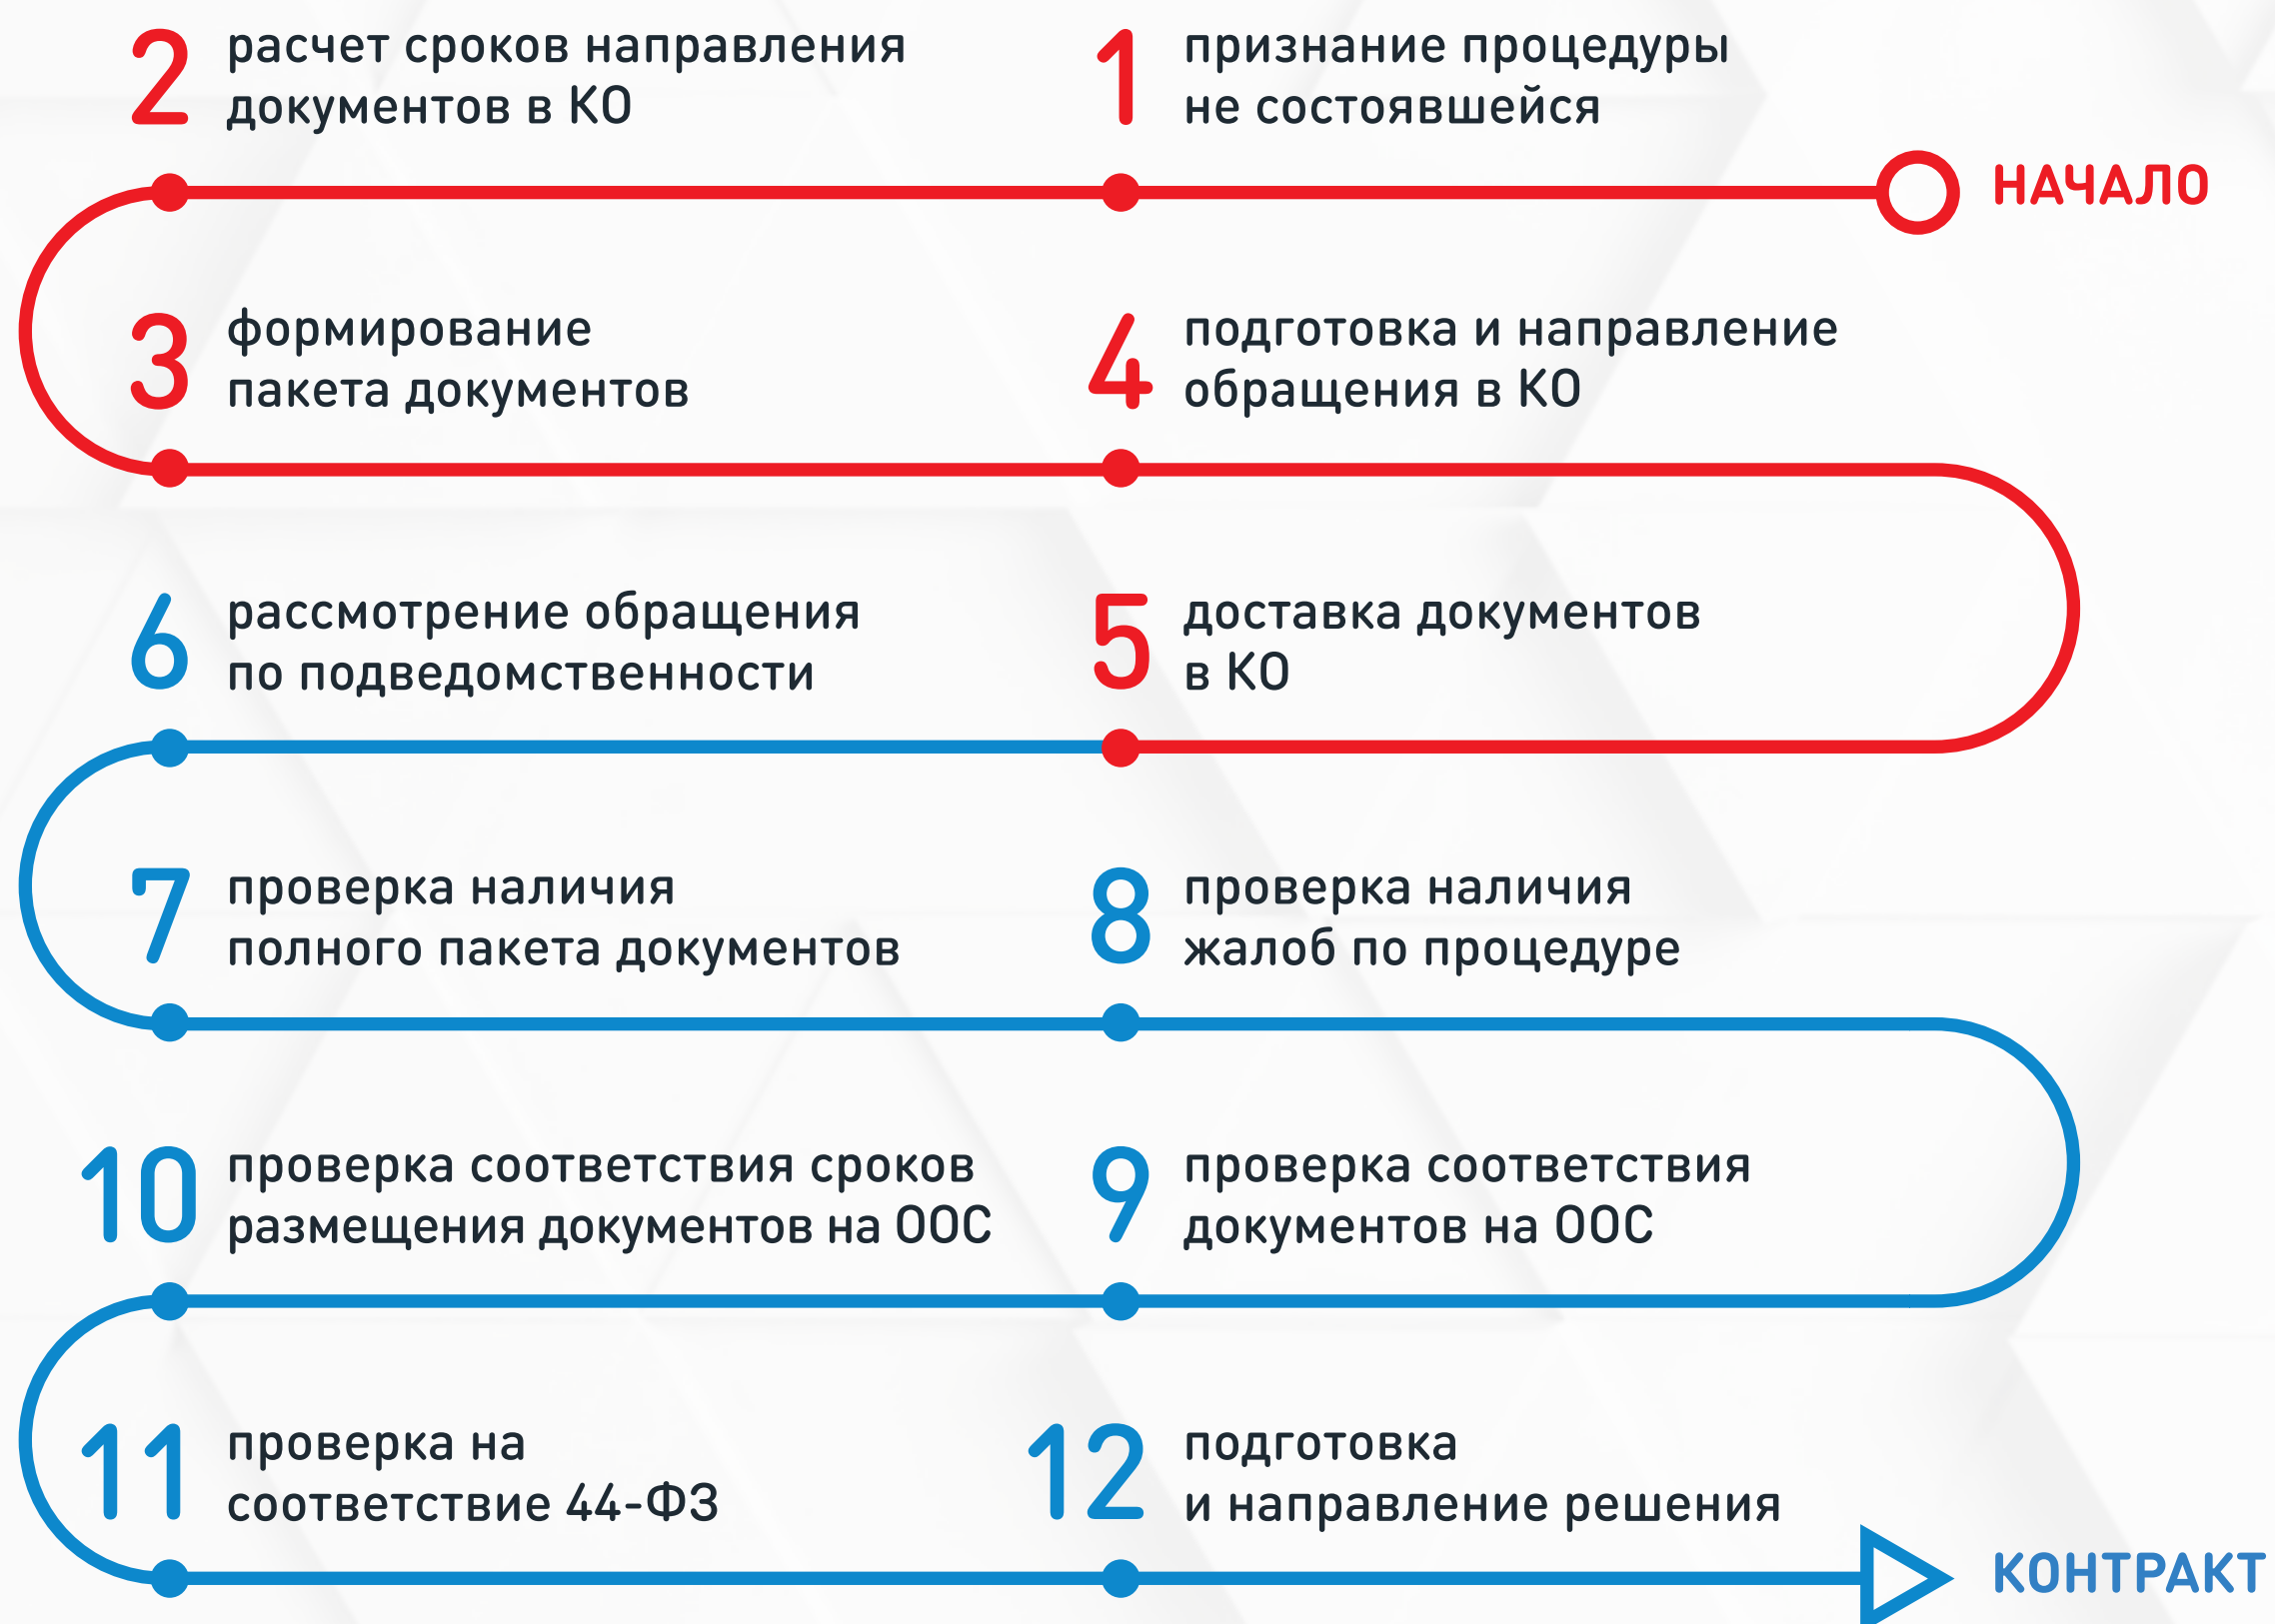 НАЧАЛО
1
признание процедуры
не состоявшейся
2
расчет сроков направления
документов в КО
3
формирование
пакета документов
4
подготовка и направление
обращения в КО
5
доставка документов
в КО
6
рассмотрение обращения
по подведомственности
7
проверка наличия
полного пакета документов
8
проверка наличия
жалоб по процедуре
9
проверка соответствия
документов на ООС
10
проверка соответствия сроков
размещения документов на ООС
11
проверка на
соответствие 44-ФЗ
12
подготовка
и направление решения
КОНТРАКТ